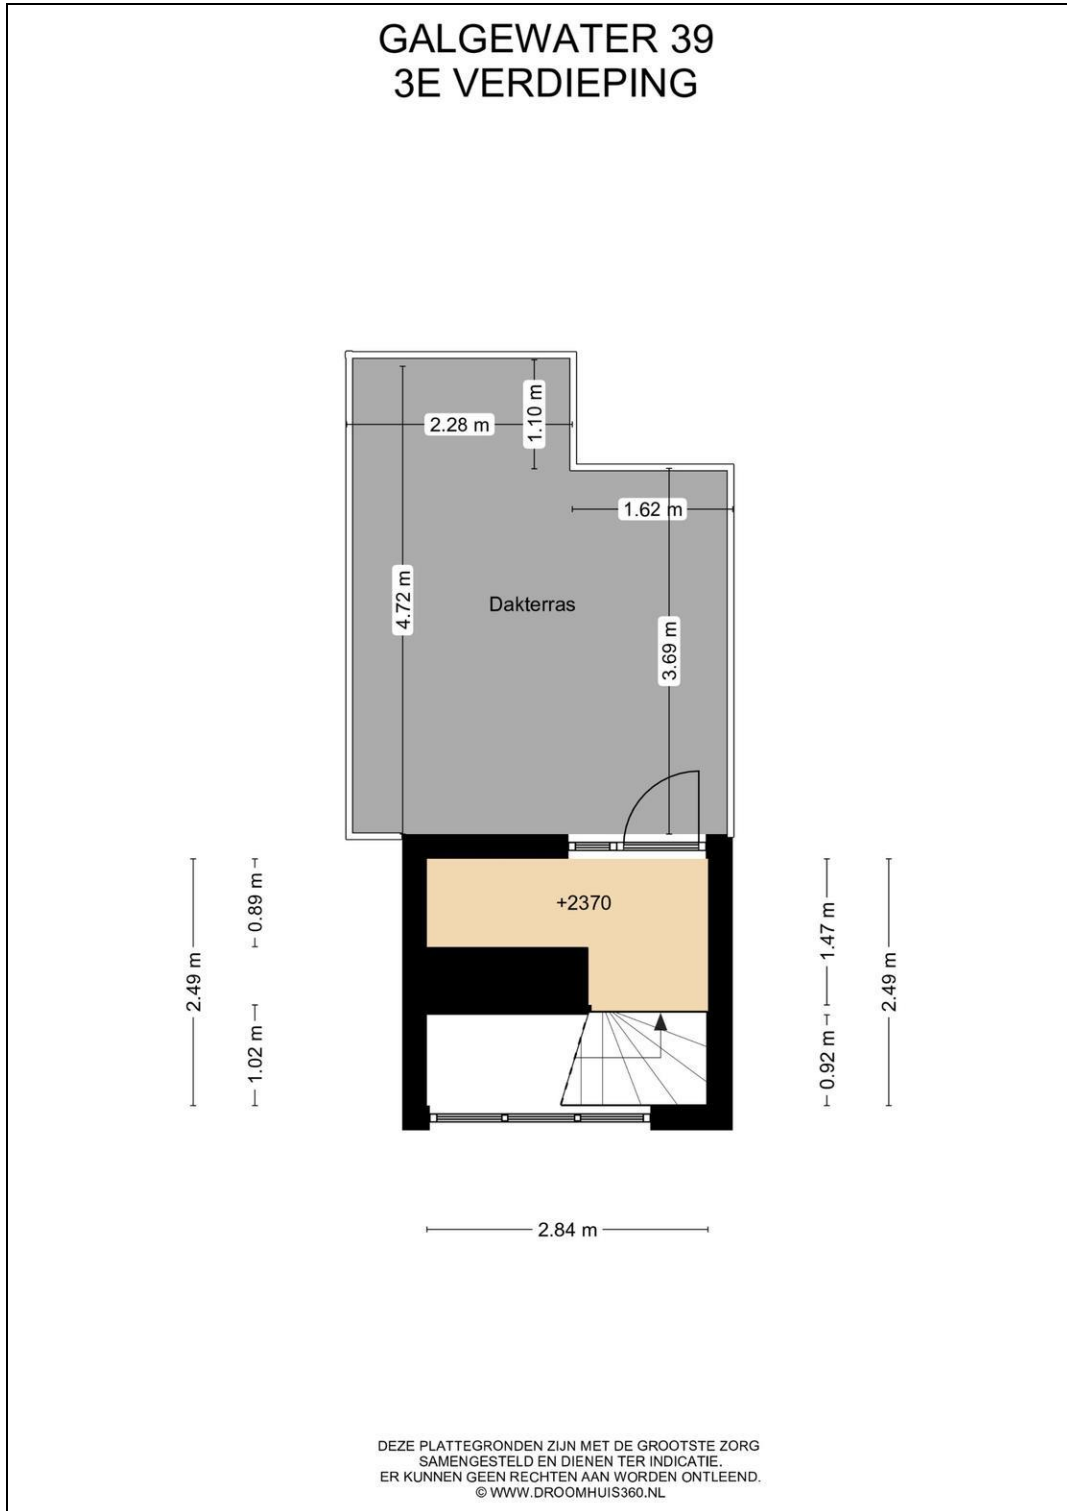 GALGEWATER 39
3E VERDIEPING
1.10 m
2.28 m
1.62 m
4.72 m
Dakterras
3.69 m
+2370
0.89 m
1.47 m
2.49 m
2.49 m
1.02 m
0.92 m
2.84 m
DEZE PLATTEGRONDEN ZIJN MET DE GROOTSTE ZORG
SAMENGESTELD EN DIENEN TER INDICATIE.
ER KUNNEN GEEN RECHTEN AAN WORDEN ONTLEEND.
© WWW.DROOMHUIS360.NL